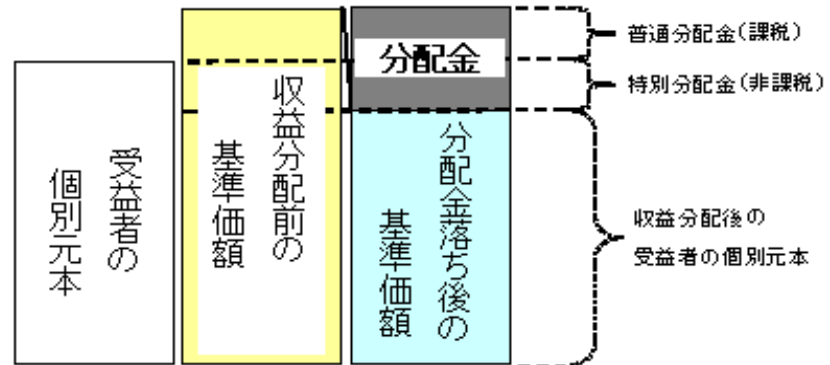 受益者の
個別元本
収益分配前の
基準価額
分配金
分配金落ち後の
基準価額
普通分配金(課税)
特別分配金(非課税)
収益分配後の
受益者の個別元本